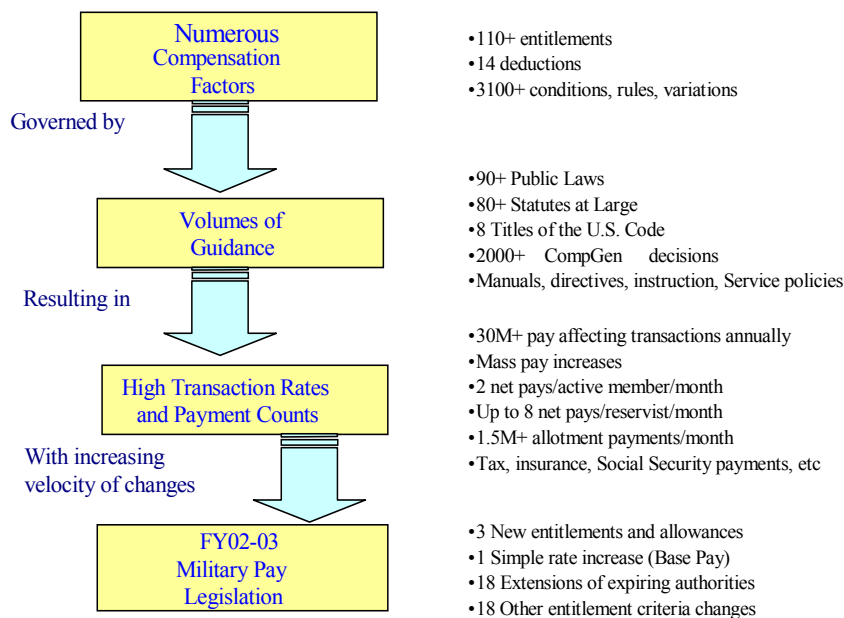 Numerous
Compensation
Factors
•110+ entitlements
•14 deductions
•3100+ conditions, rules, variations
Governed by
Volumes of
Guidance
•90+ Public Laws
•80+ Statutes at Large
•8 Titles of the U.S. Code
•2000+ CompGen decisions
•Manuals, directives, instruction, Service policies
Resulting in
High Transaction Rates
and Payment Counts
•30M+ pay affecting transactions annually
•Mass pay increases
•2 net pays/active member/month
•Up to 8 net pays/reservist/month
•1.5M+ allotment payments/month
•Tax, insurance, Social Security payments, etc
With increasing
velocity of changes
FY02-03
Military Pay
Legislation
•3 New entitlements and allowances
•1 Simple rate increase (Base Pay)
•18 Extensions of expiring authorities
•18 Other entitlement criteria changes